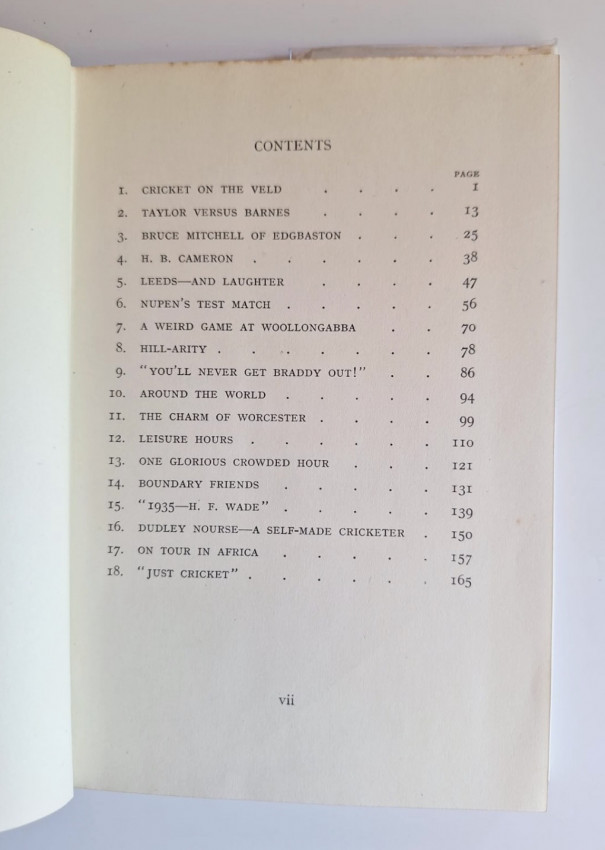 CONTENTS
PAGE
1. CRICKET ON THE VELD . . . . 1
2. TAYLOR VERSUS BARNES . . . . 13
3. BRUCE MITCHELL OF EDGBASTON . . . 25
4. H. B. CAMERON . . . . . . 38
5. LEEDS—AND LAUGHTER . . . . 47
6. NUPEN'S TEST MATCH . . . . . 56
7. A WEIRD GAME AT WOOLLONGABBA . . 70
8. HILL-ARITY . . . . . . . 78
9. "YOU'LL NEVER GET BRADDY OUT!" . . 86
10. AROUND THE WORLD . . . . . 94
11. THE CHARM OF WORCESTER . . . . 99
12. LEISURE HOURS . . . . . . 110
13. ONE GLORIOUS CROWDED HOUR . . . 121
14. BOUNDARY FRIENDS . . . . . 131
15. "1935—H. F. WADE" . . . . . 139
16. DUDLEY NOURSE—A SELF-MADE CRICKETER . 150
17. ON TOUR IN AFRICA . . . . . 157
18. "JUST CRICKET" . . . . . . 165
vii